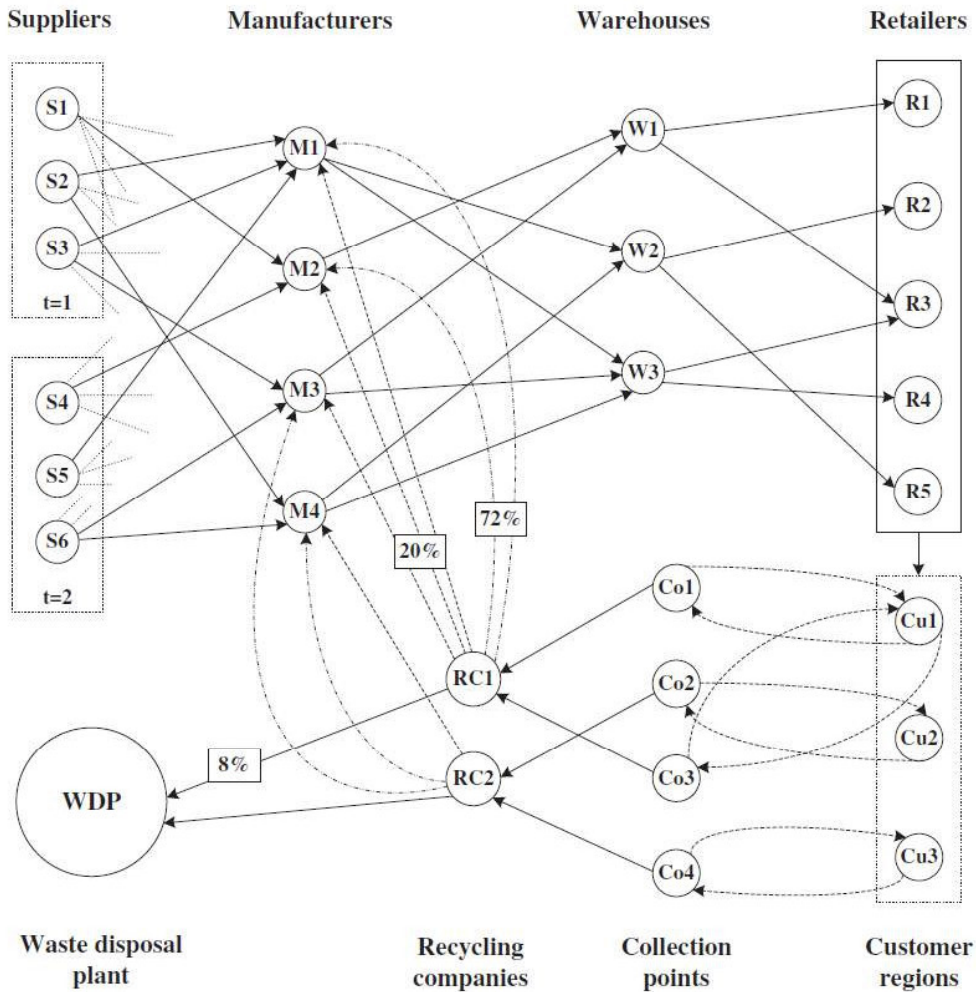 Suppliers Manufacturers Warehouses Retailers
S1
S2
S3
t=1
S4
S5
S6
t=2
M1
M2
M3
M4
W1
W2
W3
R1
R2
R3
R4
R5
72%
20%
8%
RC1
RC2
Co1
Co2
Co3
Co4
Cu1
Cu2
Cu3
WDP
Waste disposal
plant
Recycling
companies
Collection
points
Customer
regions